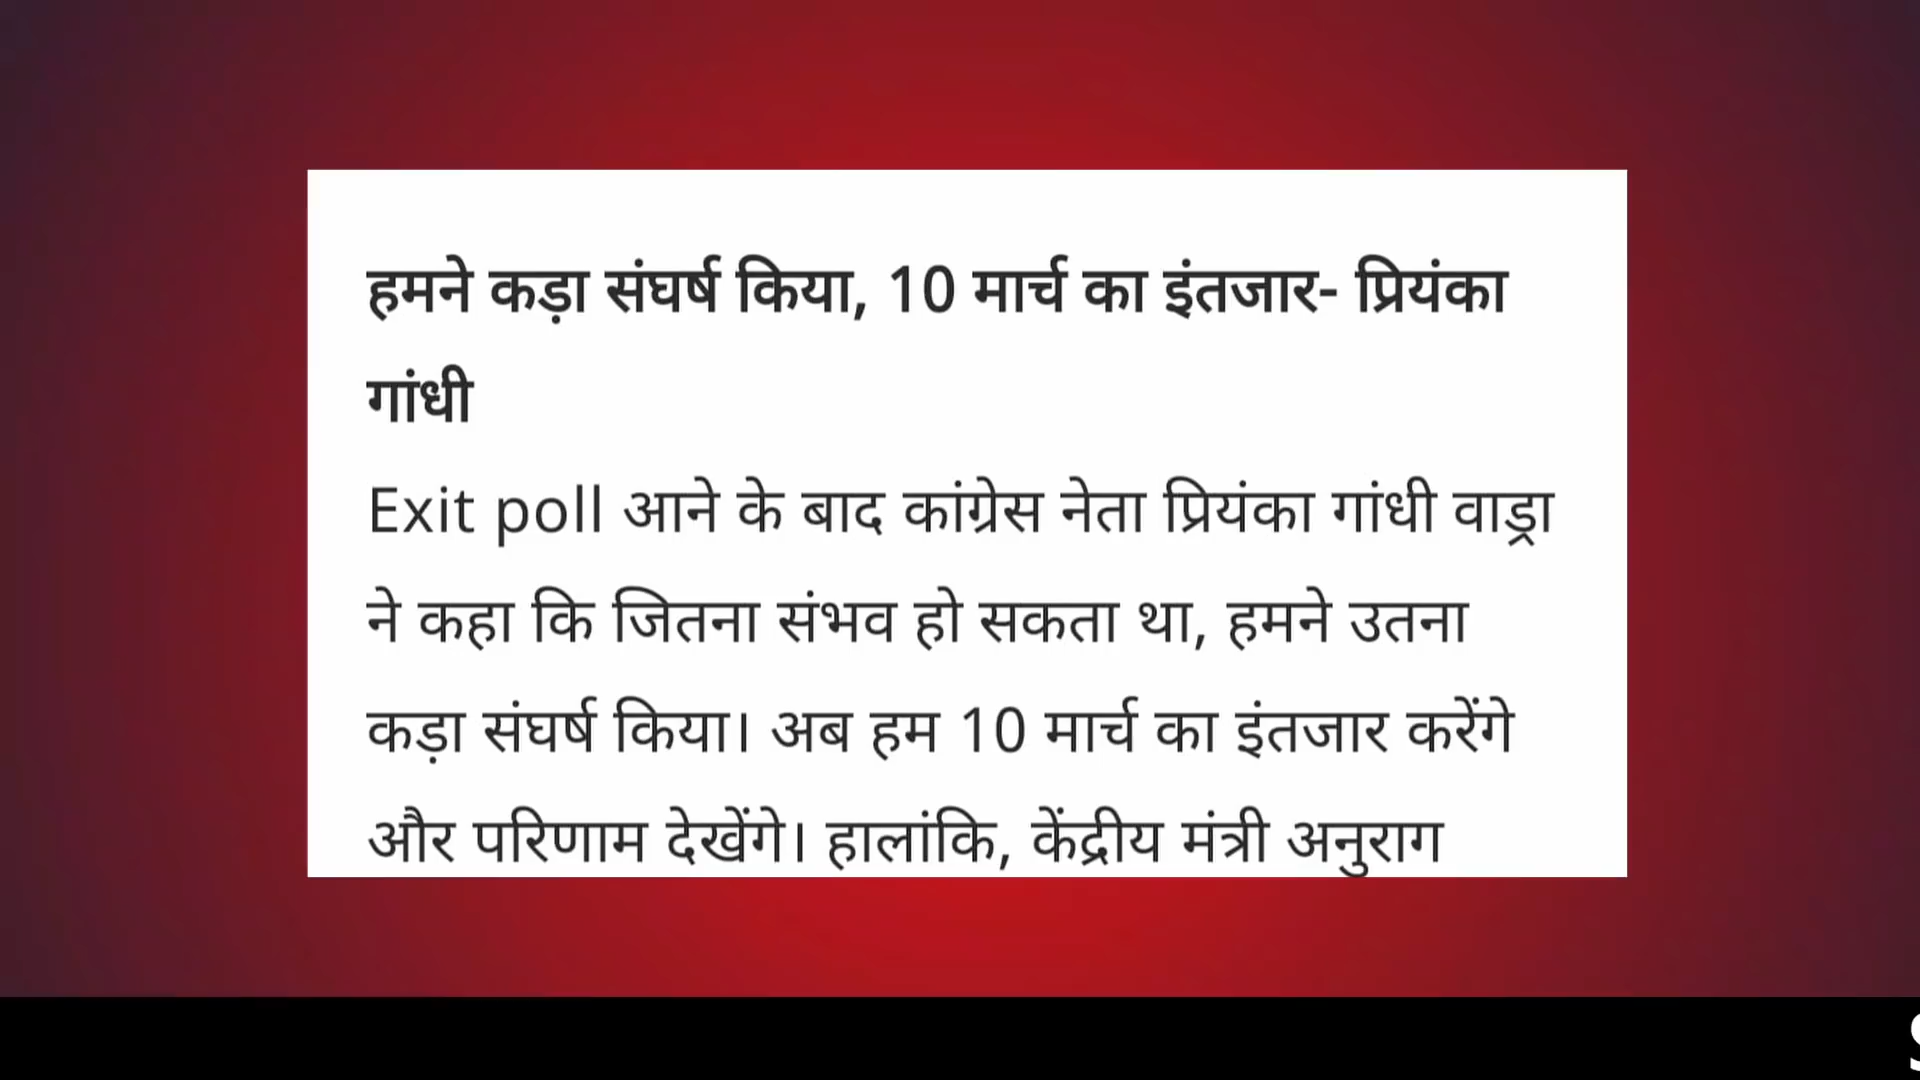 हमने कड़ा संघर्ष किया, 10 मार्च का इंतजार- प्रियंका
गांधी
Exit poll आने के बाद कांग्रेस नेता प्रियंका गांधी वाड्रा
ने कहा कि जितना संभव हो सकता था, हमने उतना
कड़ा संघर्ष किया। अब हम 10 मार्च का इंतजार करेंगे
और परिणाम देखेंगे। हालांकि, केंद्रीय मंत्री अनुराग